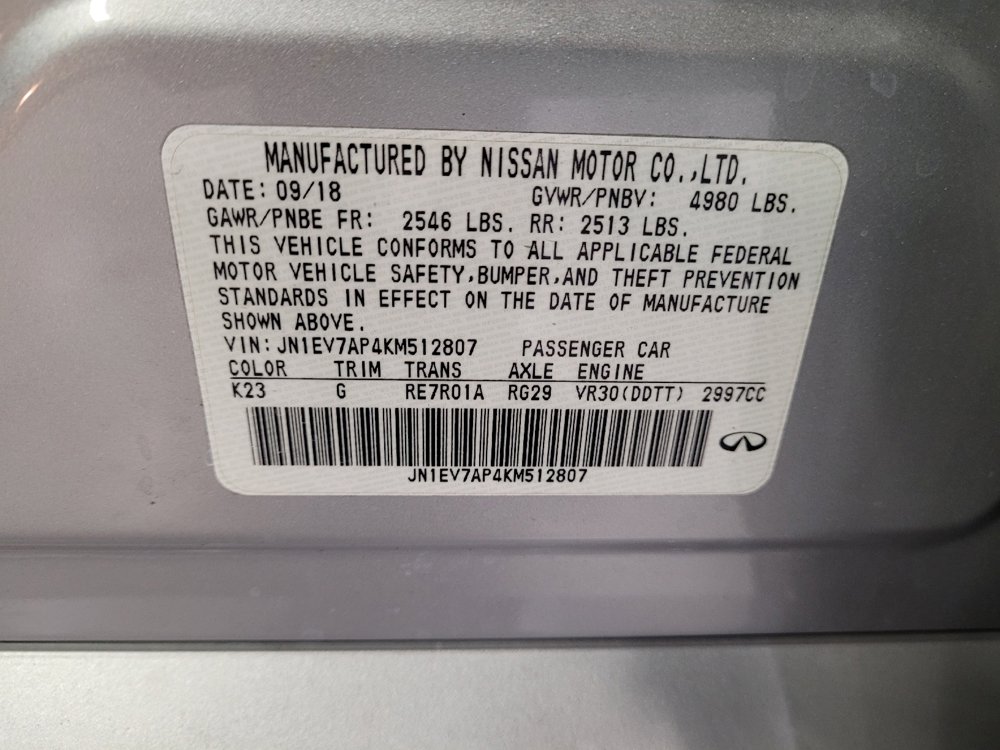 MANUFACTURED BY NISSAN MOTOR CO.,LTD.
DATE: 09/18 GVWR/PNBV: 4980 LBS.
GAWR/PNBE FR: 2546 LBS. RR: 2513 LBS.
THIS VEHICLE CONFORMS TO ALL APPLICABLE FEDERAL
MOTOR VEHICLE SAFETY,BUMPER,AND THEFT PREVENTION
STANDARDS IN EFFECT ON THE DATE OF MANUFACTURE
SHOWN ABOVE.
VIN: JN1EV7AP4KM512807 PASSENGER CAR
COLOR TRIM TRANS AXLE ENGINE
K23 G RE7R01A RG29 VR30(DDTT) 2997CC
JN1EV7AP4KM512807